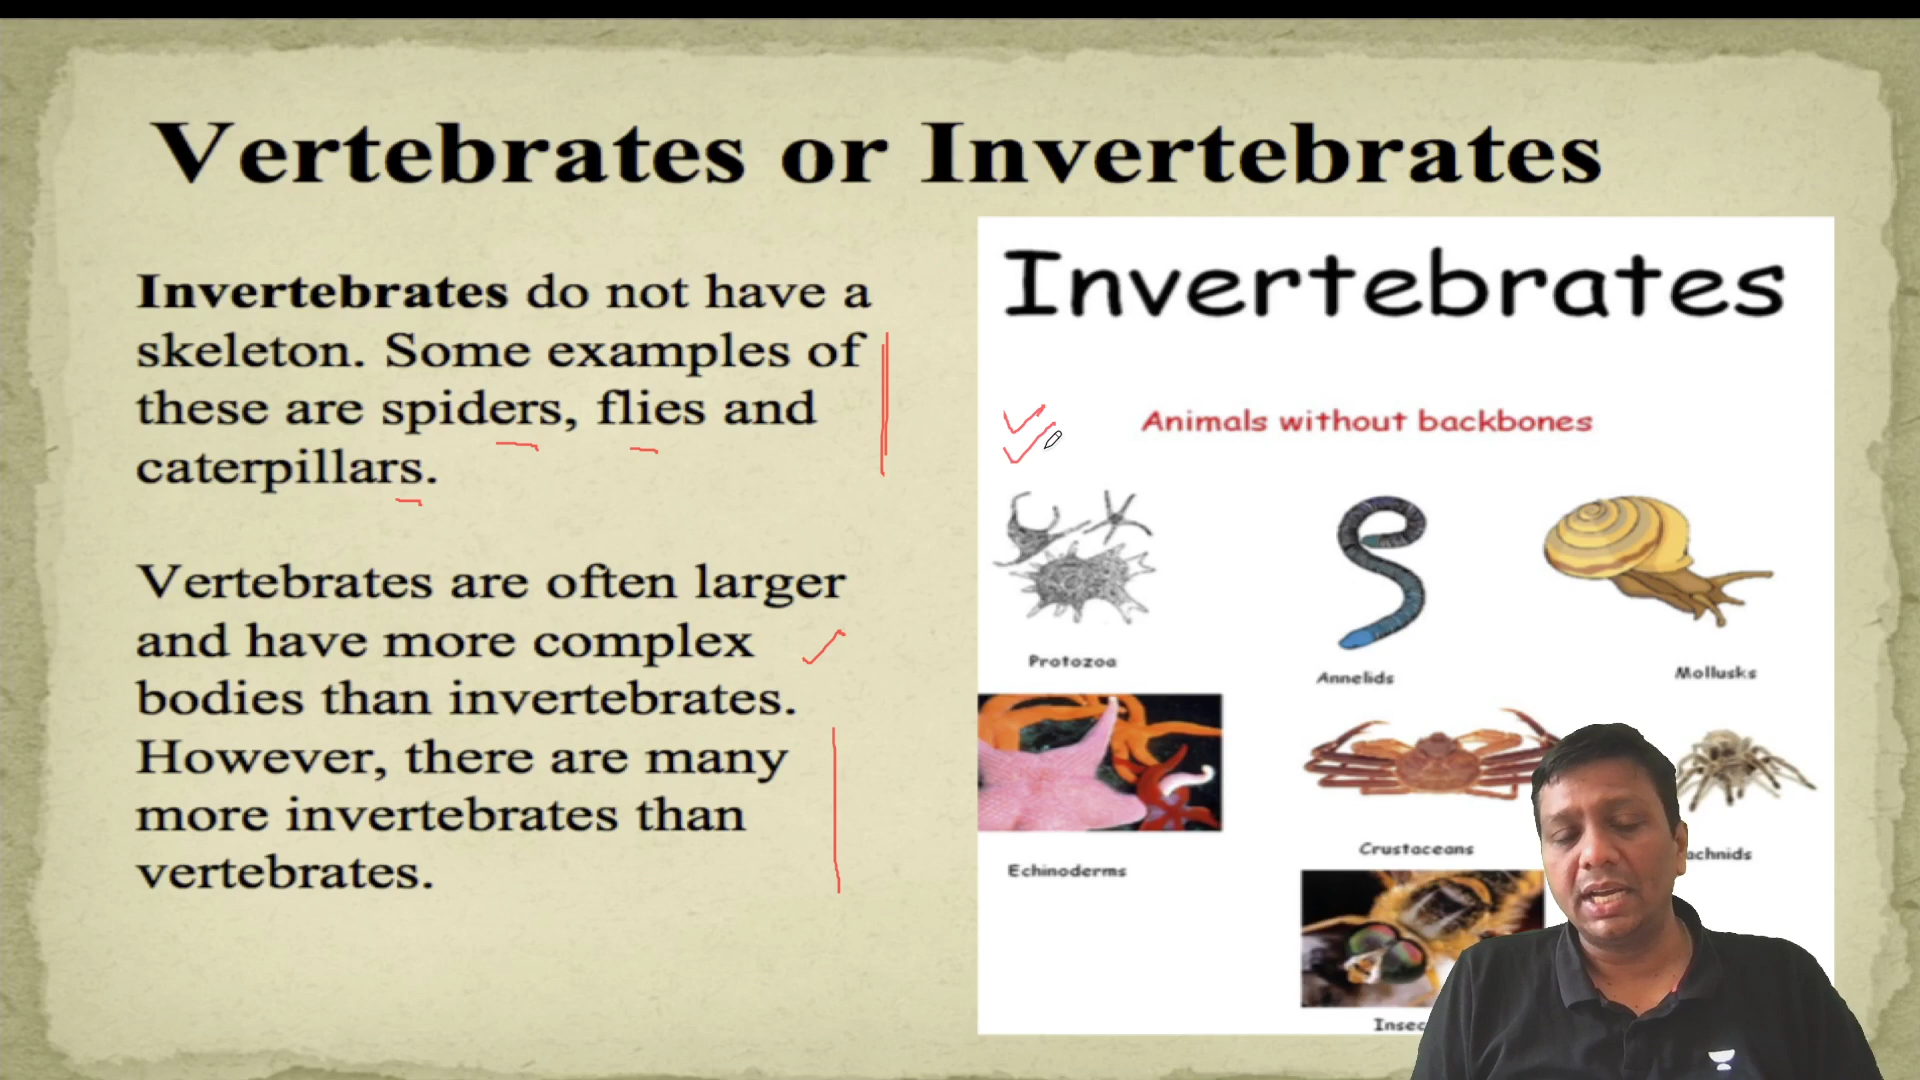 Vertebrates or Invertebrates
Invertebrates do not have a
skeleton. Some examples of
these are spiders, flies and
caterpillars.
Vertebrates are often larger
and have more complex
bodies than invertebrates.
However, there are many
more invertebrates than
vertebrates.
Invertebrates
Animals without backbones
Protozoa
Annelids
Mollusks
Echinoderms
Crustaceans
achnids
Insec